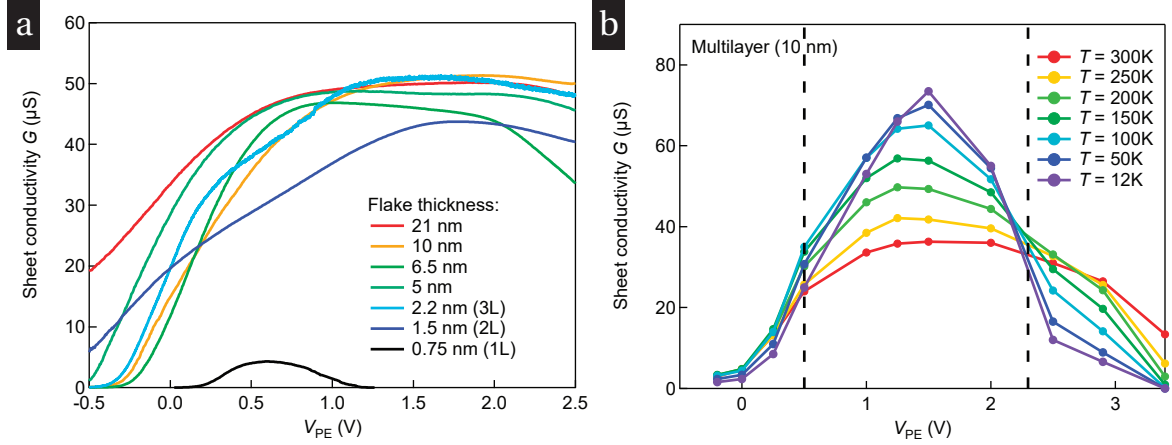 a
Sheet conductivity G (µS)
60
50
40
30
20
10
0
-0.5
0.0
0.5
1.0
1.5
2.0
2.5
V_PE (V)
Flake thickness:
21 nm
10 nm
6.5 nm
5 nm
2.2 nm (3L)
1.5 nm (2L)
0.75 nm (1L)
b
Multilayer (10 nm)
Sheet conductivity G (µS)
80
60
40
20
0
0
1
2
3
V_PE (V)
T = 300K
T = 250K
T = 200K
T = 150K
T = 100K
T = 50K
T = 12K